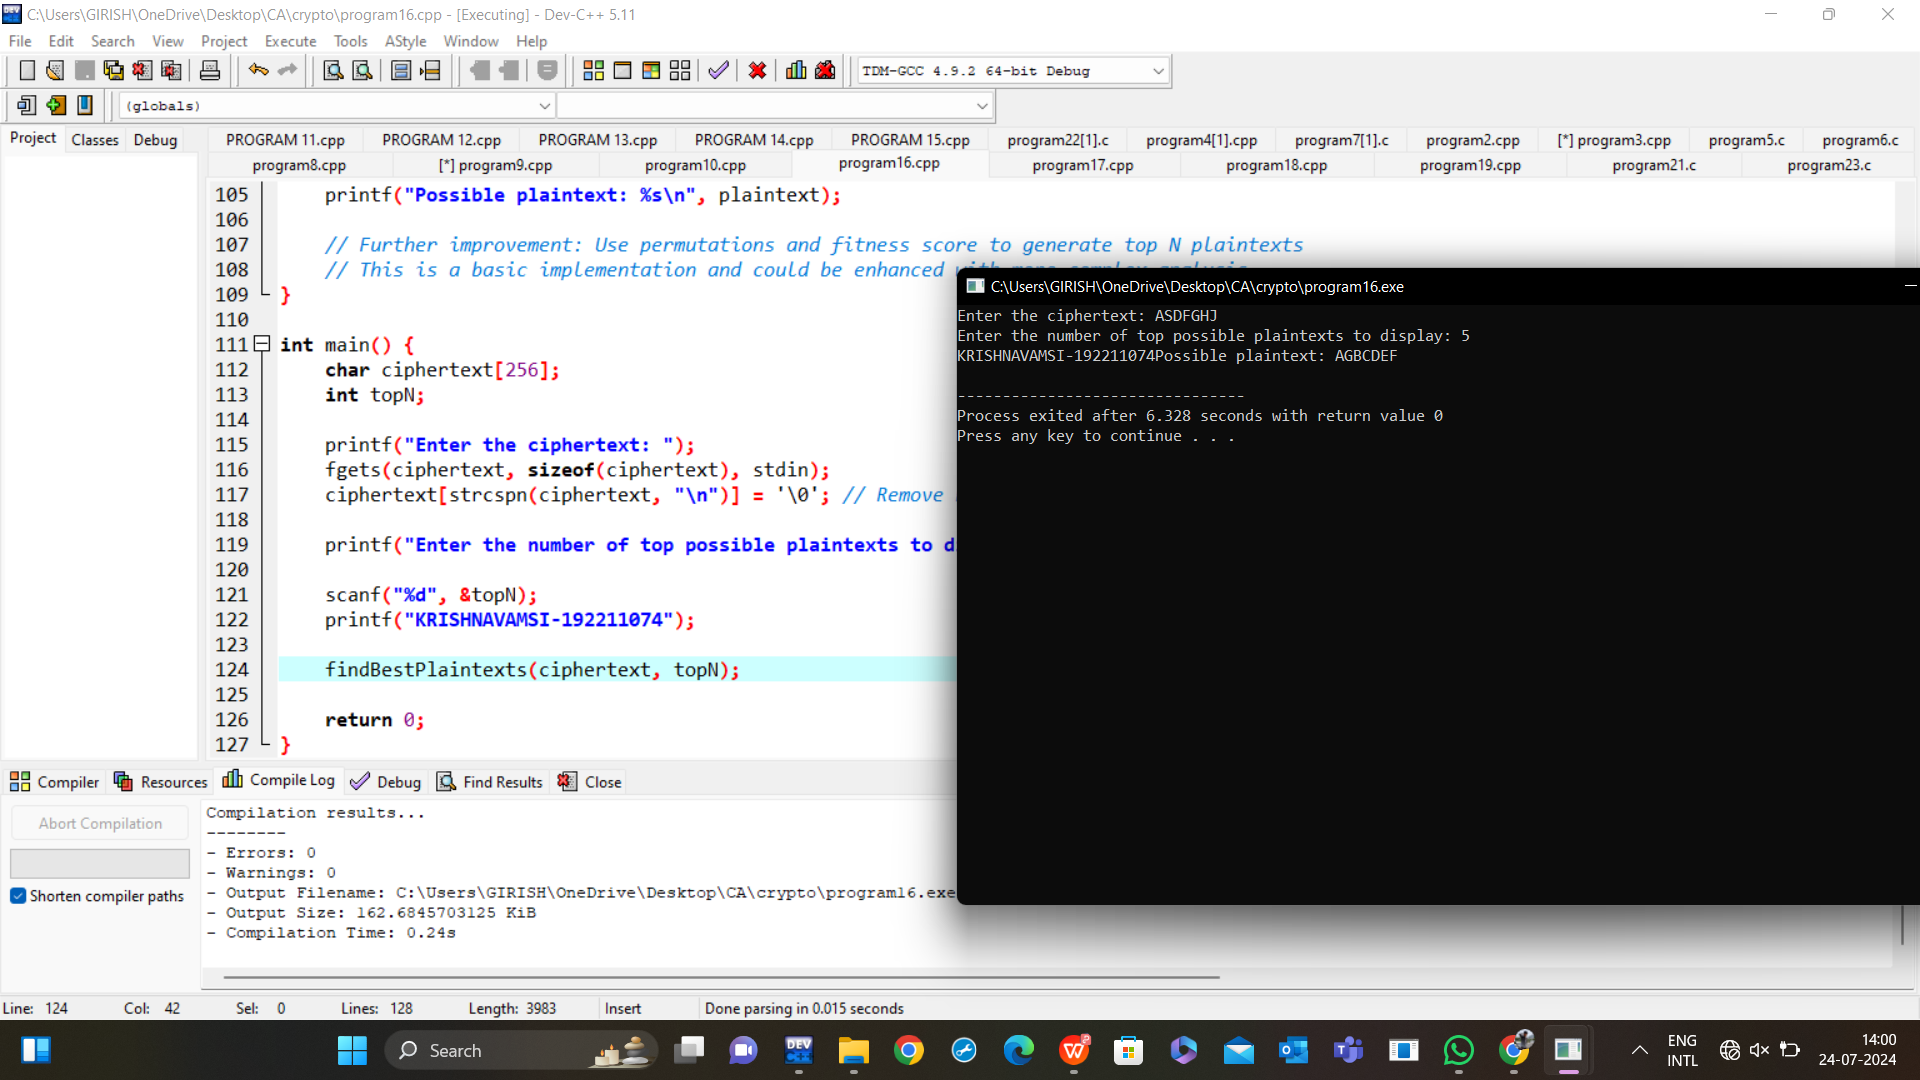 C:\Users\GIRISH\OneDrive\Desktop\CA\crypto\program16.cpp - [Executing] - Dev-C++ 5.11
File Edit Search View Project Execute Tools AStyle Window Help
TDM-GCC 4.9.2 64-bit Debug
(globals)
Project Classes Debug
PROGRAM 11.cpp PROGRAM 12.cpp PROGRAM 13.cpp PROGRAM 14.cpp PROGRAM 15.cpp program22[1].c program4[1].cpp program7[1].c program2.cpp [*] program3.cpp program5.c program6.c
program8.cpp [*] program9.cpp program10.cpp program16.cpp program17.cpp program18.cpp program19.cpp program21.c program23.c
105 printf("Possible plaintext: %s\n", plaintext);
106
107 // Further improvement: Use permutations and fitness score to generate top N plaintexts
108 // This is a basic implementation and could be enhanced with more complex analysis
109 }
110
111 int main() {
112 char ciphertext[256];
113 int topN;
114
115 printf("Enter the ciphertext: ");
116 fgets(ciphertext, sizeof(ciphertext), stdin);
117 ciphertext[strcspn(ciphertext, "\n")] = '\0'; // Remove
118
119 printf("Enter the number of top possible plaintexts to d
120
121 scanf("%d", &topN);
122 printf("KRISHNAVAMSI-192211074");
123
124 findBestPlaintexts(ciphertext, topN);
125
126 return 0;
127 }
C:\Users\GIRISH\OneDrive\Desktop\CA\crypto\program16.exe
Enter the ciphertext: ASDFGHJ
Enter the number of top possible plaintexts to display: 5
KRISHNAVAMSI-192211074Possible plaintext: AGBCDEF
--------------------------------
Process exited after 6.328 seconds with return value 0
Press any key to continue . . .
Compiler Resources Compile Log Debug Find Results Close
Abort Compilation
Shorten compiler paths
Compilation results...
--------
- Errors: 0
- Warnings: 0
- Output Filename: C:\Users\GIRISH\OneDrive\Desktop\CA\crypto\program16.exe
- Output Size: 162.6845703125 KiB
- Compilation Time: 0.24s
Line: 124 Col: 42 Sel: 0 Lines: 128 Length: 3983 Insert Done parsing in 0.015 seconds
Search
ENG
INTL
14:00
24-07-2024